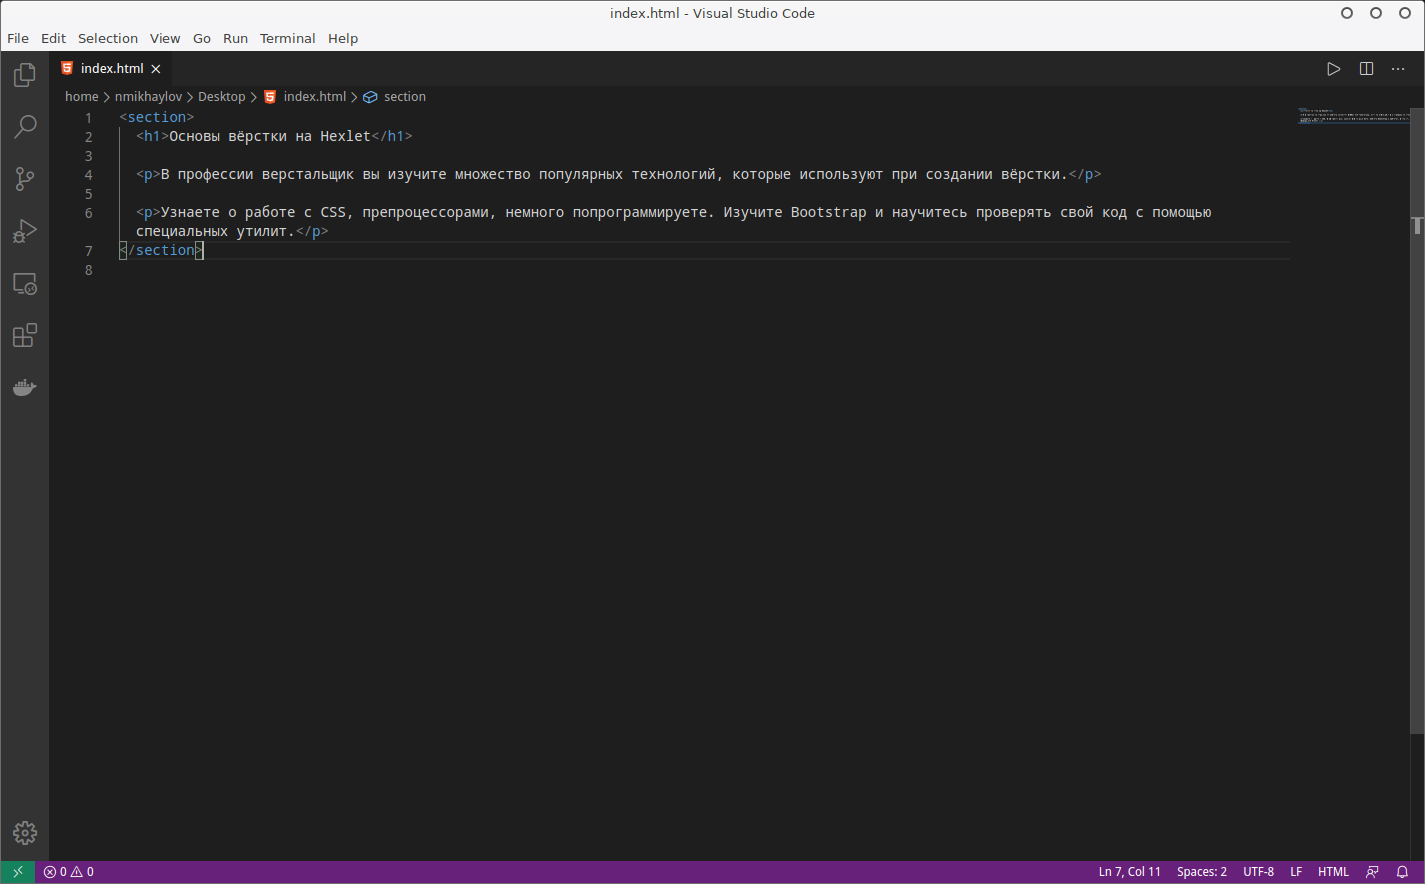 index.html - Visual Studio Code
File Edit Selection View Go Run Terminal Help
index.html
home > nmikhaylov > Desktop > index.html > section
1 <section>
2 <h1>Основы вёрстки на Hexlet</h1>
3
4 <p>В профессии верстальщик вы изучите множество популярных технологий, которые используют при создании вёрстки.</p>
5
6 <p>Узнаете о работе с CSS, препроцессорами, немного попрограммируете. Изучите Bootstrap и научитесь проверять свой код с помощью
специальных утилит.</p>
7 </section>
8
0 0 Ln 7, Col 11 Spaces: 2 UTF-8 LF HTML